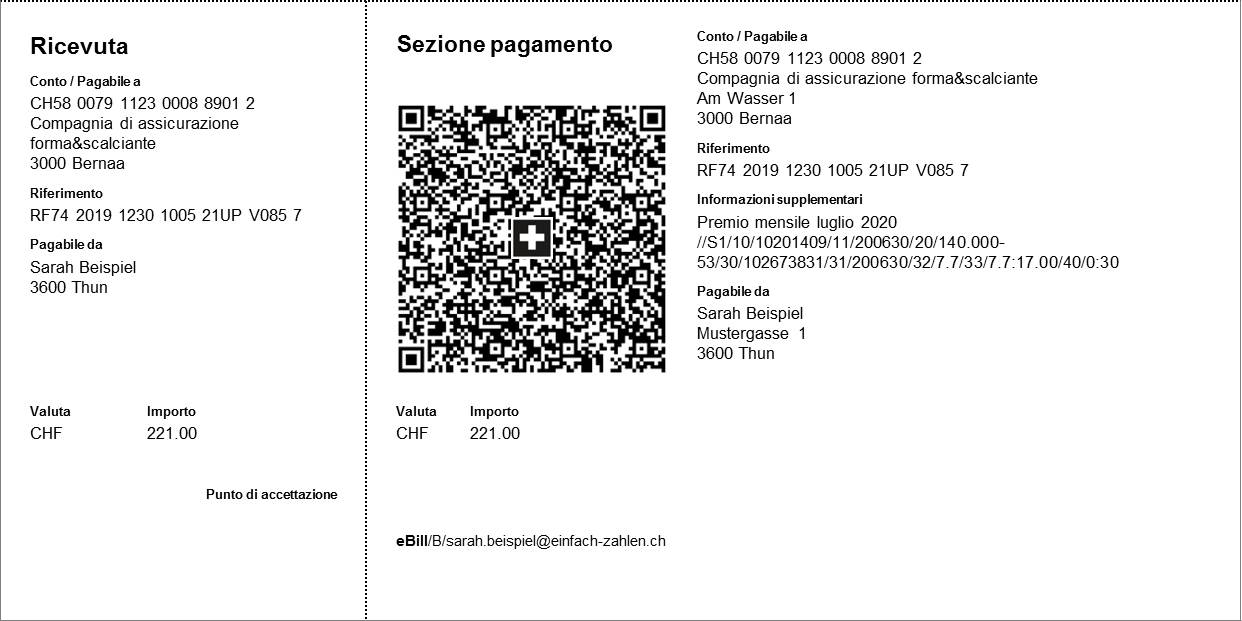 Ricevuta
Conto / Pagabile a
CH58 0079 1123 0008 8901 2
Compagnia di assicurazione
forma&scalciante
3000 Bernaa
Riferimento
RF74 2019 1230 1005 21UP V085 7
Pagabile da
Sarah Beispiel
3600 Thun
Valuta Importo
CHF 221.00
Punto di accettazione
Sezione pagamento
Valuta Importo
CHF 221.00
Conto / Pagabile a
CH58 0079 1123 0008 8901 2
Compagnia di assicurazione forma&scalciante
Am Wasser 1
3000 Bernaa
Riferimento
RF74 2019 1230 1005 21UP V085 7
Informazioni supplementari
Premio mensile luglio 2020
//S1/10/10201409/11/200630/20/140.000-
53/30/102673831/31/200630/32/7.7/33/7.7:17.00/40/0:30
Pagabile da
Sarah Beispiel
Mustergasse 1
3600 Thun
eBill/B/sarah.beispiel@einfach-zahlen.ch